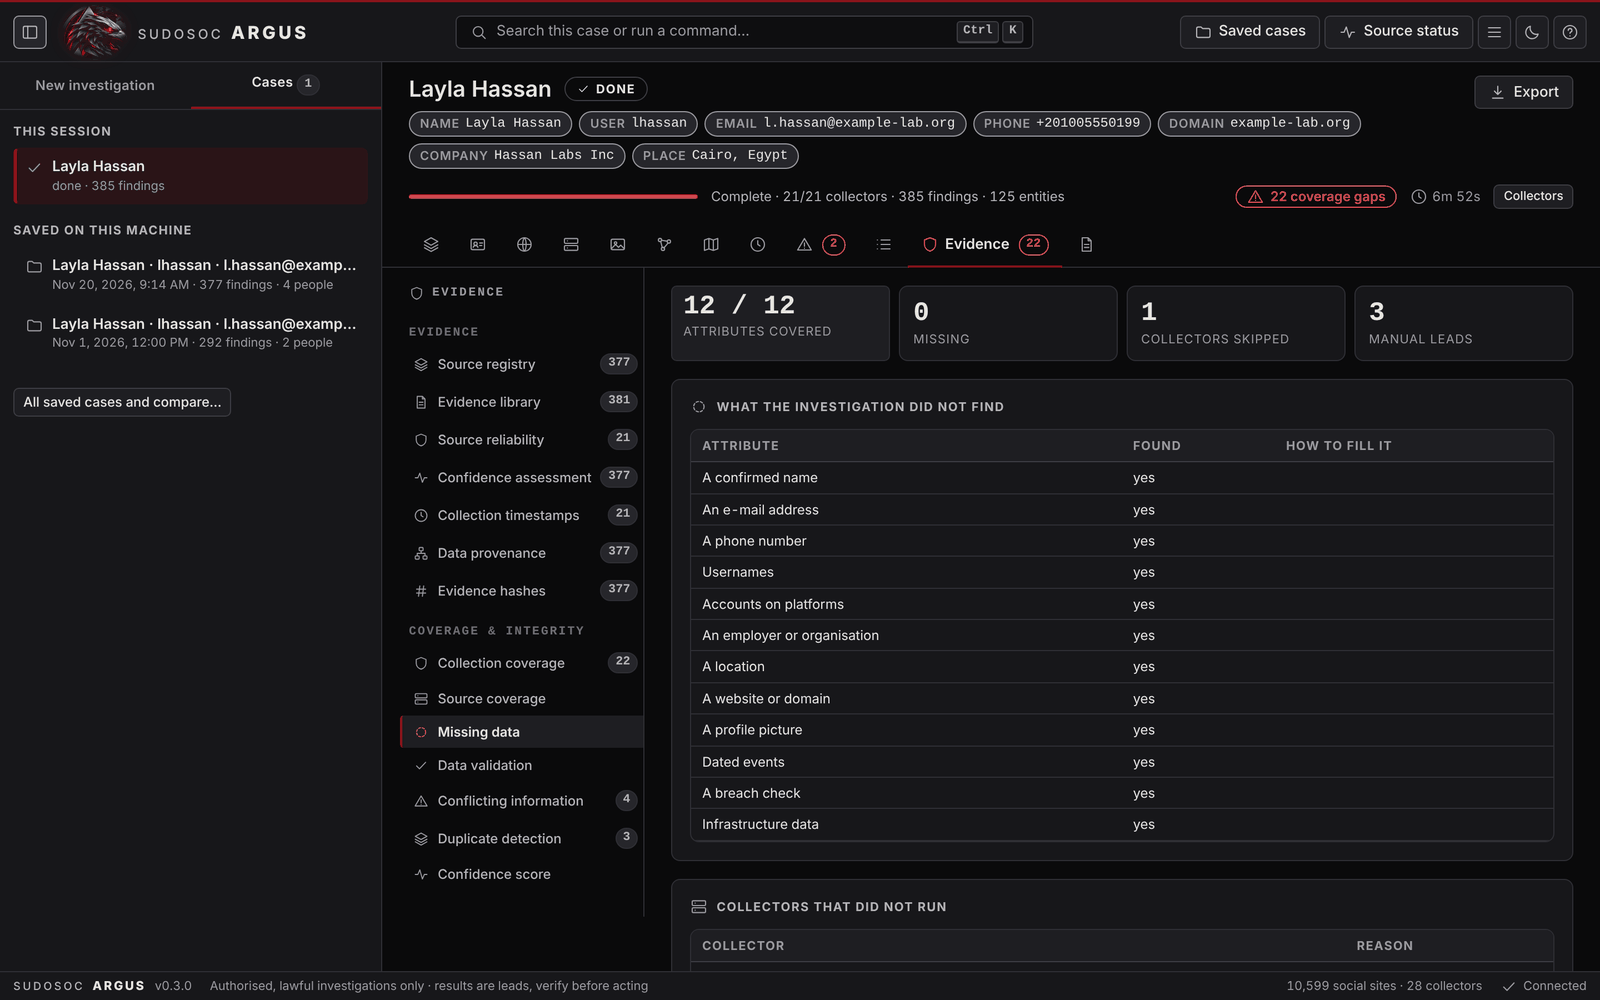 SUDOSOC ARGUS
Search this case or run a command...
Ctrl K
Saved cases
Source status
New investigation
Cases 1
THIS SESSION
Layla Hassan
done · 385 findings
SAVED ON THIS MACHINE
Layla Hassan · lhassan · l.hassan@examp...
Nov 20, 2026, 9:14 AM · 377 findings · 4 people
Layla Hassan · lhassan · l.hassan@examp...
Nov 1, 2026, 12:00 PM · 292 findings · 2 people
All saved cases and compare...
Layla Hassan
DONE
Export
NAME Layla Hassan
USER lhassan
EMAIL l.hassan@example-lab.org
PHONE +201005550199
DOMAIN example-lab.org
COMPANY Hassan Labs Inc
PLACE Cairo, Egypt
Complete · 21/21 collectors · 385 findings · 125 entities
22 coverage gaps
6m 52s
Collectors
2
Evidence 22
EVIDENCE
EVIDENCE
Source registry 377
Evidence library 381
Source reliability 21
Confidence assessment 377
Collection timestamps 21
Data provenance 377
Evidence hashes 377
COVERAGE & INTEGRITY
Collection coverage 22
Source coverage
Missing data
Data validation
Conflicting information 4
Duplicate detection 3
Confidence score
12 / 12
ATTRIBUTES COVERED
0
MISSING
1
COLLECTORS SKIPPED
3
MANUAL LEADS
WHAT THE INVESTIGATION DID NOT FIND
ATTRIBUTE FOUND HOW TO FILL IT
A confirmed name yes
An e-mail address yes
A phone number yes
Usernames yes
Accounts on platforms yes
An employer or organisation yes
A location yes
A website or domain yes
A profile picture yes
Dated events yes
A breach check yes
Infrastructure data yes
COLLECTORS THAT DID NOT RUN
COLLECTOR REASON
SUDOSOC ARGUS v0.3.0 Authorised, lawful investigations only · results are leads, verify before acting
10,599 social sites · 28 collectors
Connected